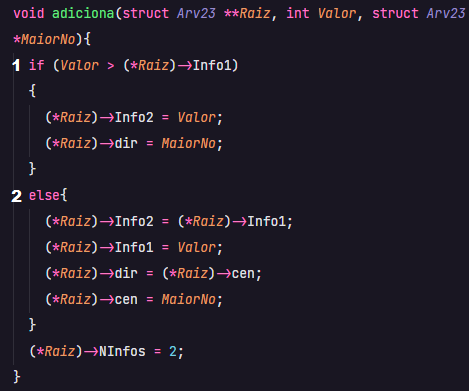 void adiciona(struct Arv23 **Raiz, int Valor, struct Arv23
*MaiorNo){
1 if (Valor > (*Raiz)->Info1)
{
(*Raiz)->Info2 = Valor;
(*Raiz)->dir = MaiorNo;
}
2 else{
(*Raiz)->Info2 = (*Raiz)->Info1;
(*Raiz)->Info1 = Valor;
(*Raiz)->dir = (*Raiz)->cen;
(*Raiz)->cen = MaiorNo;
}
(*Raiz)->NInfos = 2;
}